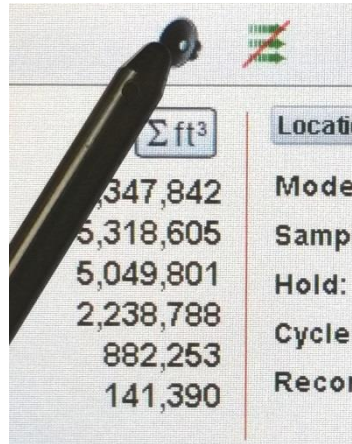 Σ ft³
Locati
,347,842
Mode
5,318,605
Samp
5,049,801
Hold:
2,238,788
Cycle
882,253
Recor
141,390